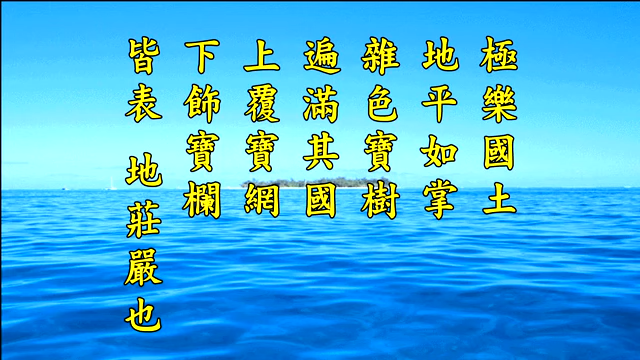 極樂國土
地平如掌
雜色寶樹
遍滿其國
上覆寶網
下飾寶欄
皆表 地莊嚴也